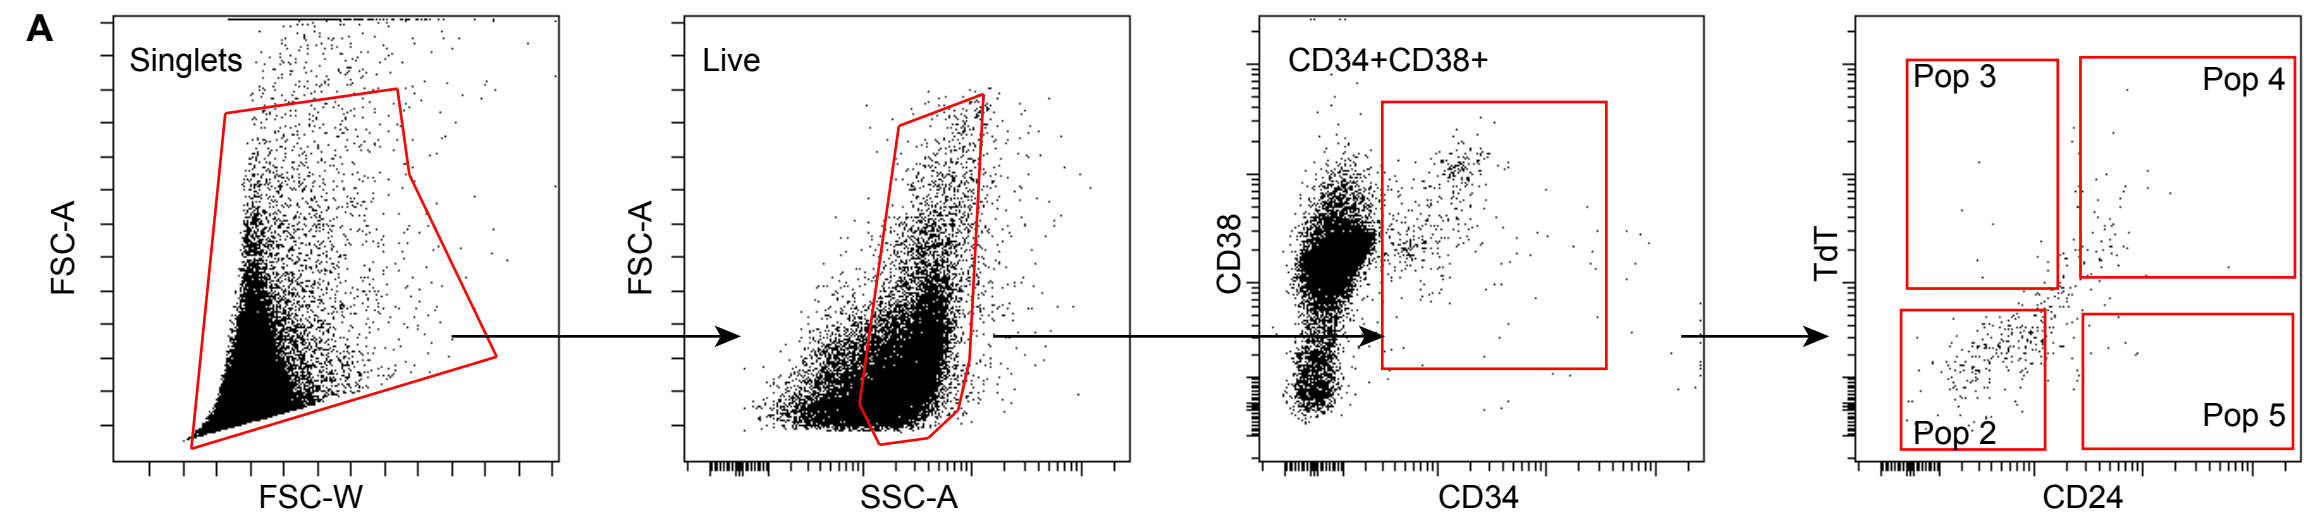 A
Singlets
FSC-A
FSC-W
Live
FSC-A
SSC-A
CD34+CD38+
CD38
CD34
Pop 3
Pop 4
Pop 2
Pop 5
TdT
CD24